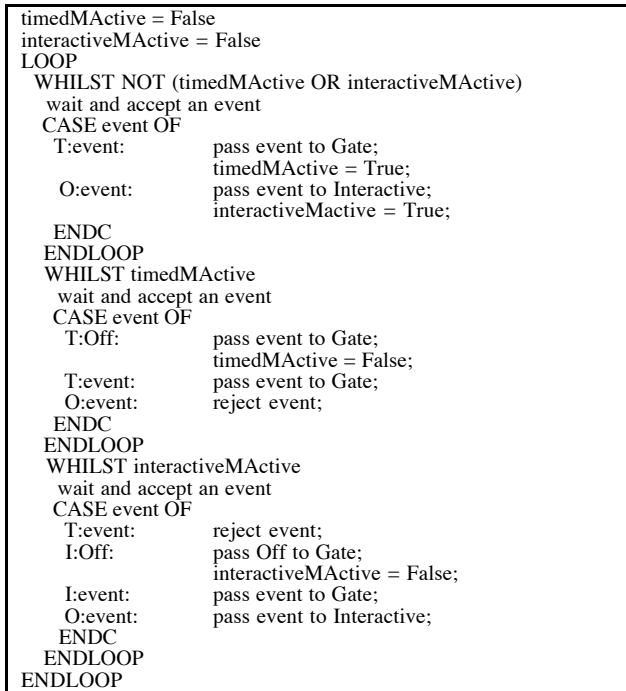 timedMActive = False
interactiveMActive = False
LOOP
WHILST NOT (timedMActive OR interactiveMActive)
wait and accept an event
CASE event OF
T:event: pass event to Gate;
timedMActive = True;
O:event: pass event to Interactive;
interactiveMactive = True;
ENDC
ENDLOOP
WHILST timedMActive
wait and accept an event
CASE event OF
T:Off: pass event to Gate;
timedMActive = False;
T:event: pass event to Gate;
O:event: reject event;
ENDC
ENDLOOP
WHILST interactiveMActive
wait and accept an event
CASE event OF
T:event: reject event;
I:Off: pass Off to Gate;
interactiveMActive = False;
I:event: pass event to Gate;
O:event: pass event to Interactive;
ENDC
ENDLOOP
ENDLOOP